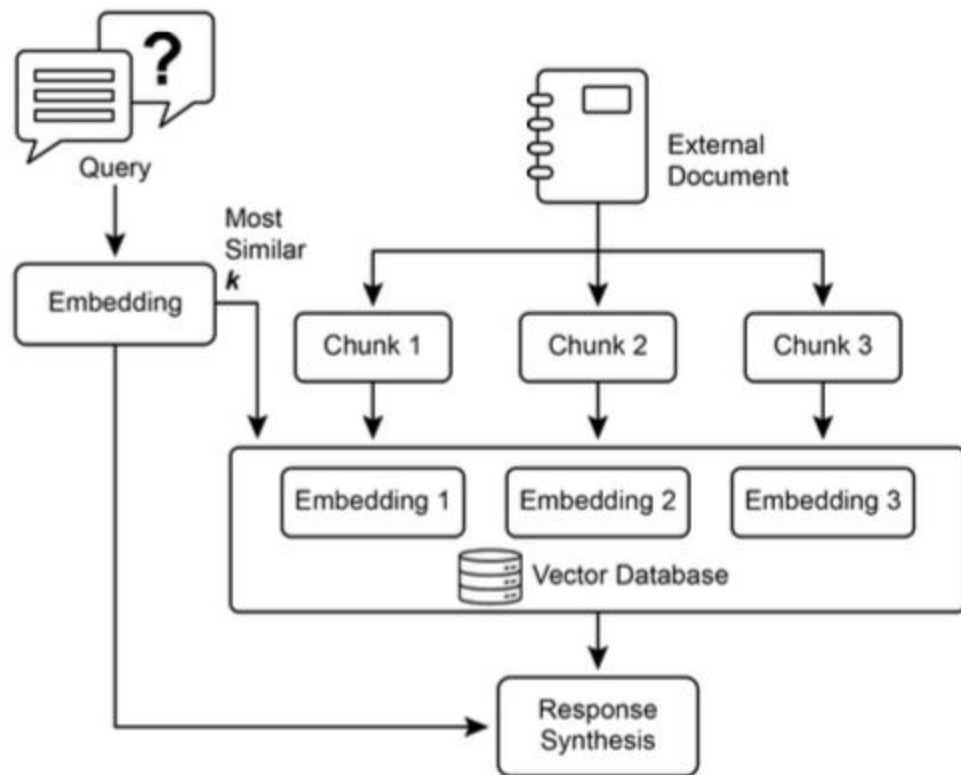 ?
Query
Most
Similar
k
Embedding
External
Document
Chunk 1
Chunk 2
Chunk 3
Embedding 1
Embedding 2
Embedding 3
Vector Database
Response
Synthesis